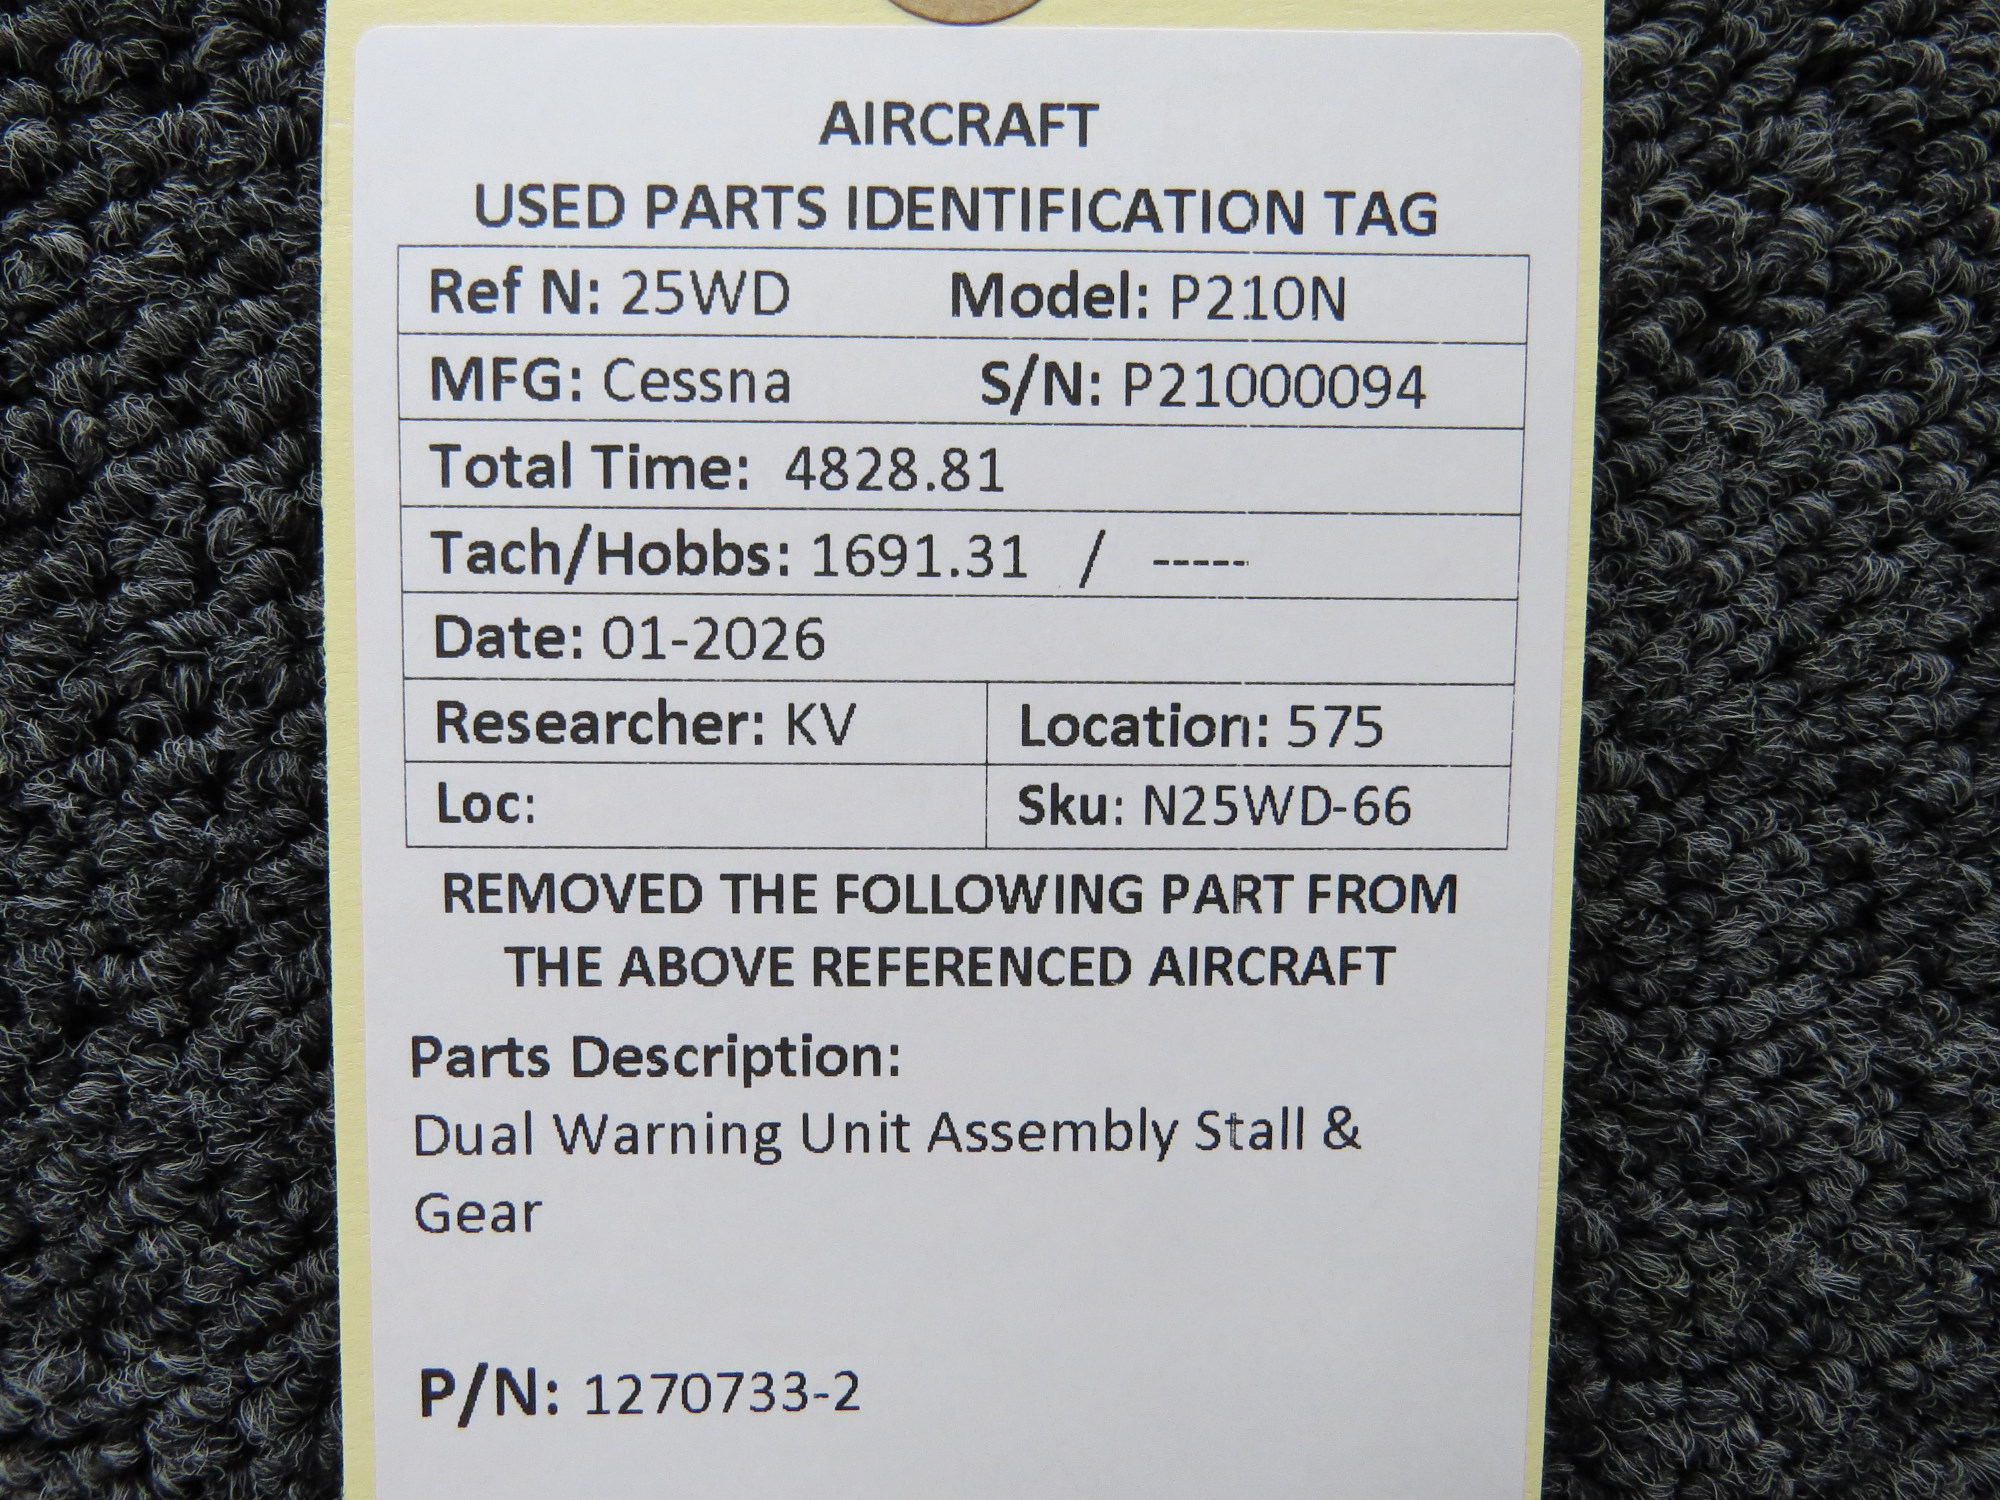 AIRCRAFT
USED PARTS IDENTIFICATION TAG
Ref N: 25WD Model: P210N
MFG: Cessna S/N: P21000094
Total Time: 4828.81
Tach/Hobbs: 1691.31 / -----
Date: 01-2026
Researcher: KV Location: 575
Loc: Sku: N25WD-66
REMOVED THE FOLLOWING PART FROM
THE ABOVE REFERENCED AIRCRAFT
Parts Description:
Dual Warning Unit Assembly Stall &
Gear
P/N: 1270733-2